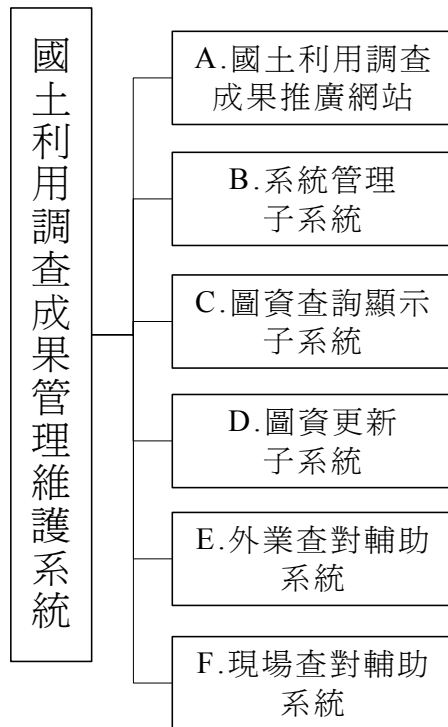 國土利用調查成果管理維護系統
A.國土利用調查
成果推廣網站
B.系統管理
子系統
C.圖資查詢顯示
子系統
D.圖資更新
子系統
E.外業查對輔助
系統
F.現場查對輔助
系統